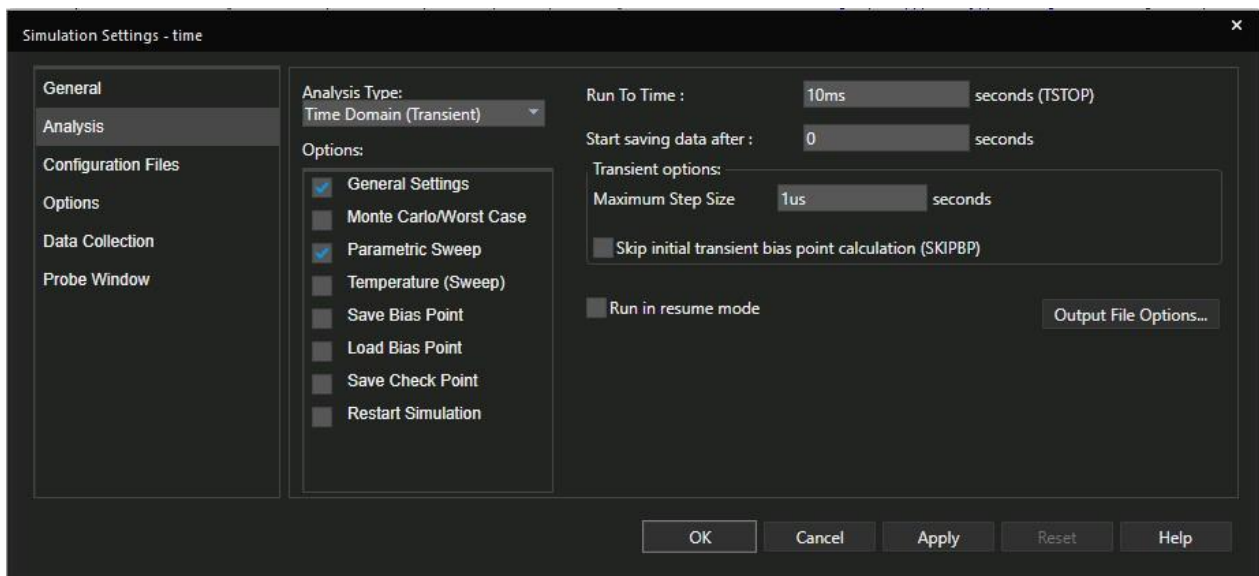 Simulation Settings - time
General
Analysis
Configuration Files
Options
Data Collection
Probe Window
Analysis Type:
Time Domain (Transient)
Options:
General Settings
Monte Carlo/Worst Case
Parametric Sweep
Temperature (Sweep)
Save Bias Point
Load Bias Point
Save Check Point
Restart Simulation
Run To Time : 10ms seconds (TSTOP)
Start saving data after : 0 seconds
Transient options:
Maximum Step Size 1us seconds
Skip initial transient bias point calculation (SKIPBP)
Run in resume mode
Output File Options...
OK Cancel Apply Reset Help